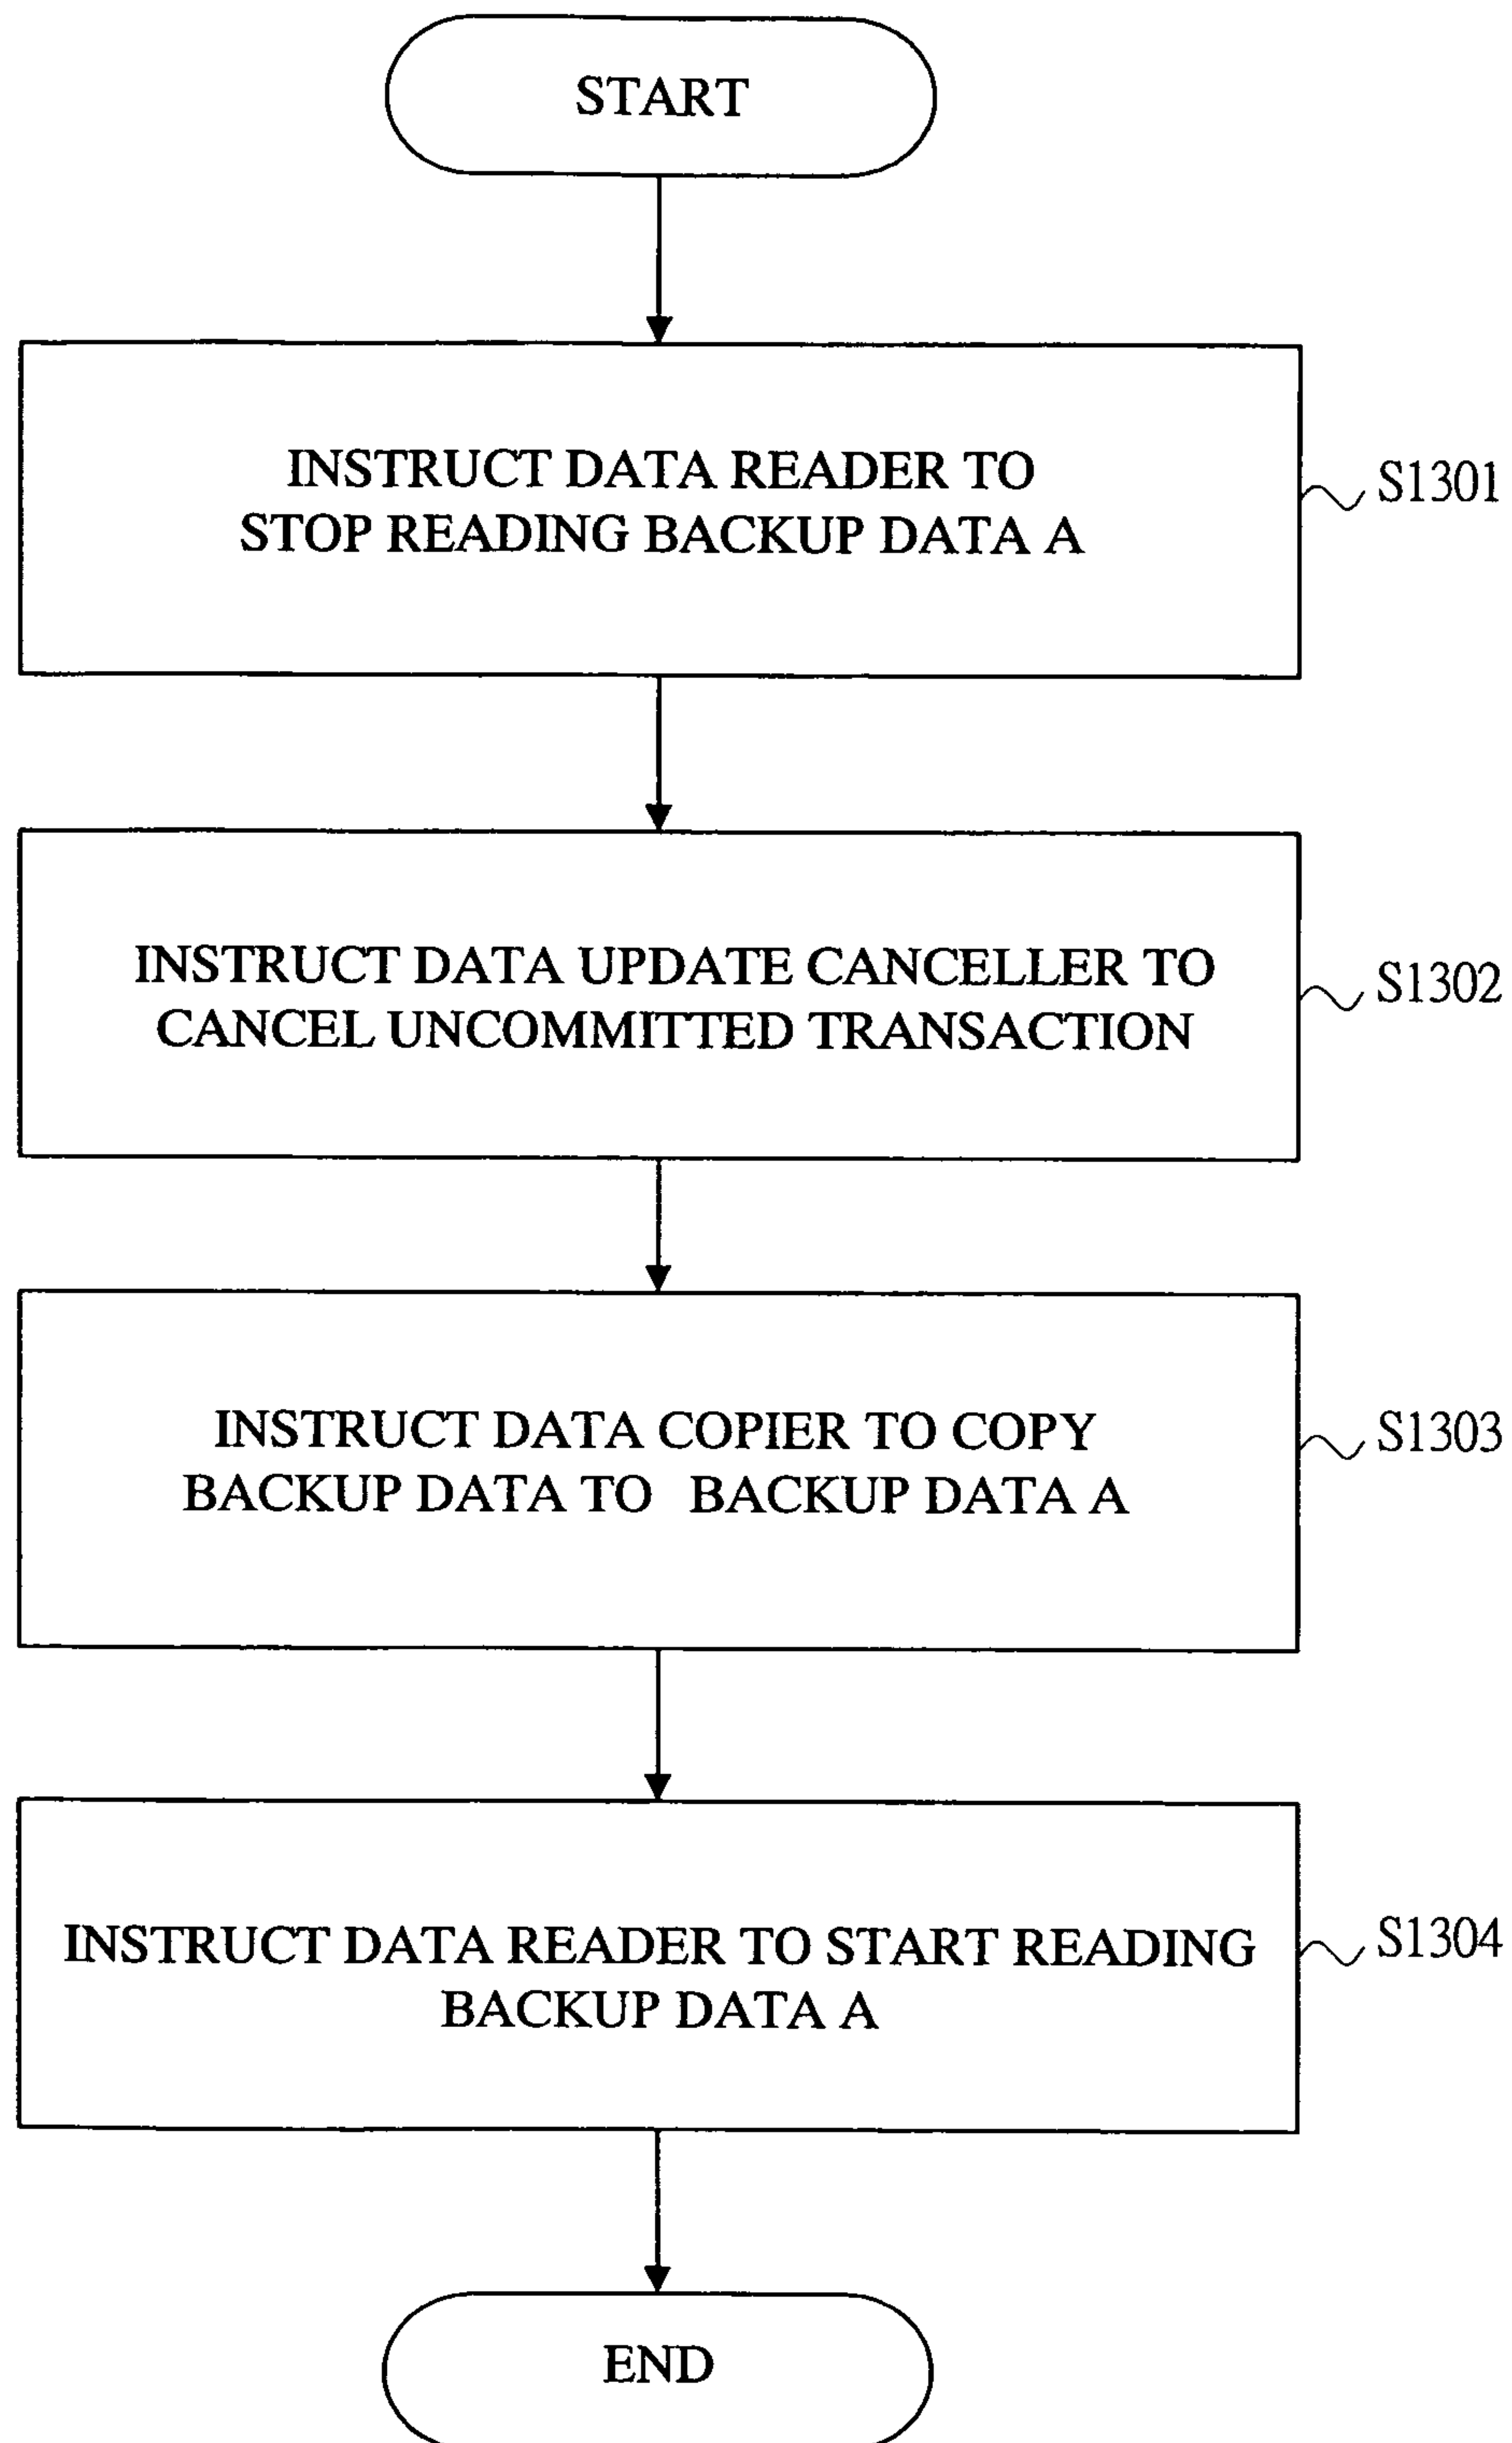 START
INSTRUCT DATA READER TO
STOP READING BACKUP DATA A
S1301
INSTRUCT DATA UPDATE CANCELLER TO
CANCEL UNCOMMITTED TRANSACTION
S1302
INSTRUCT DATA COPIER TO COPY
BACKUP DATA TO BACKUP DATA A
S1303
INSTRUCT DATA READER TO START READING
BACKUP DATA A
S1304
END